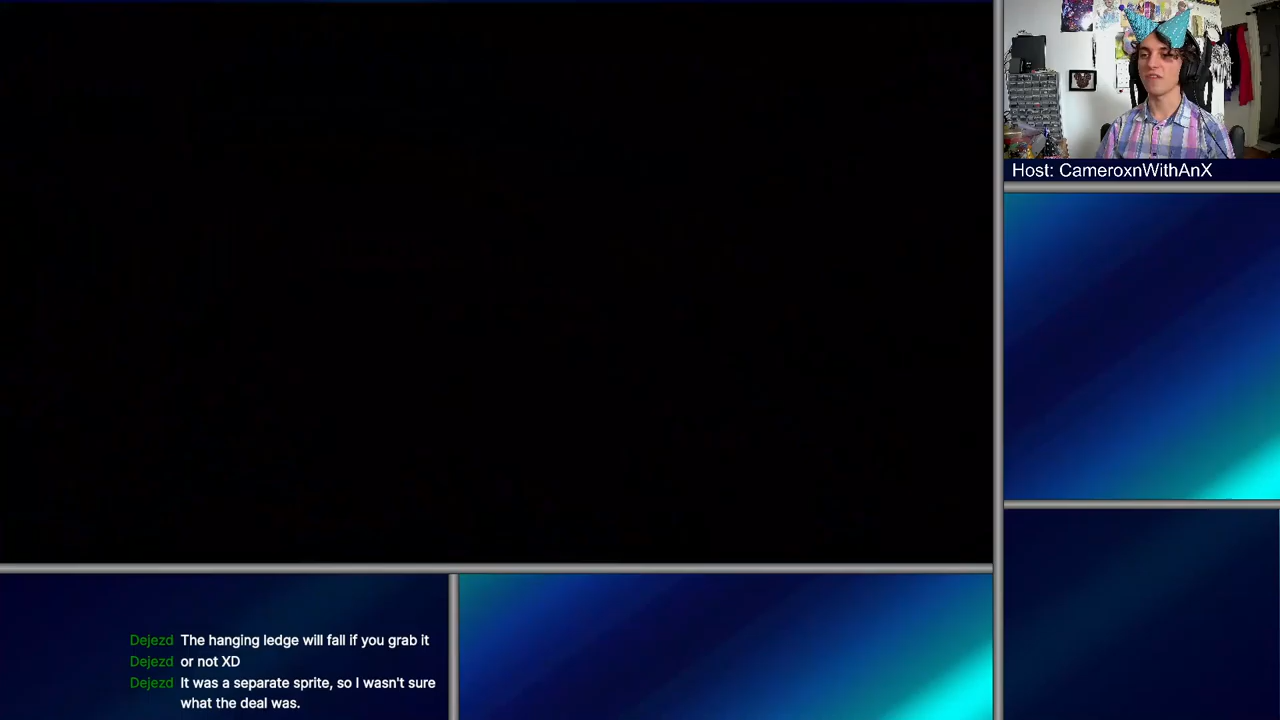 Host: CameroxnWithAnX
Dejezd The hanging ledge will fall if you grab it
Dejezd or not XD
Dejezd It was a separate sprite, so I wasn't sure
what the deal was.